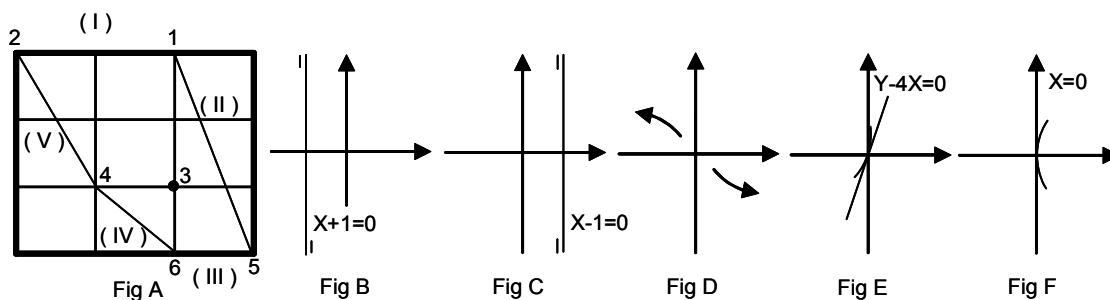 ( I )
2
1
( II )
( V )
4
3
( IV )
6
( III )
5
Fig A
X+1=0
Fig B
X-1=0
Fig C
Fig D
Y-4X=0
Fig E
X=0
Fig F